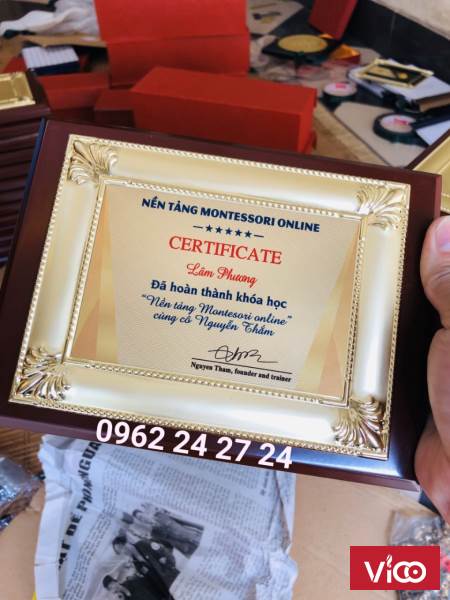 NỀN TẢNG MONTESSORI ONLINE
CERTIFICATE
Lâm Phương
Đã hoàn thành khóa học
"Nền tảng Montesori online"
cùng cô Nguyễn Thắm
Nguyen Tham, founder and trainer
0962 24 27 24
VICO